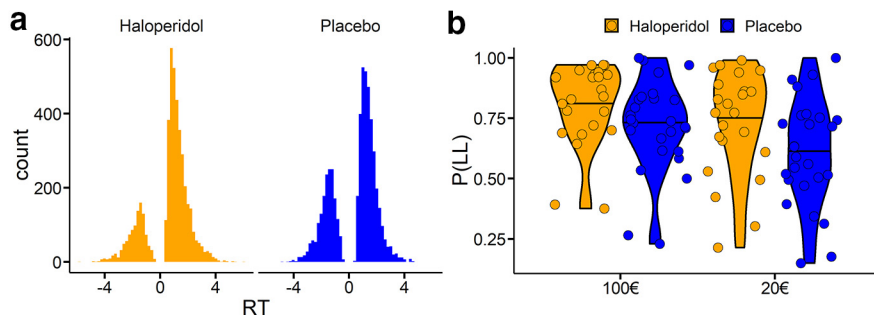 a
Haloperidol
Placebo
600
400
200
0
count
-4
0
4
-4
0
4
RT
b
Haloperidol
Placebo
1.00
0.75
0.50
0.25
P(LL)
100€
20€